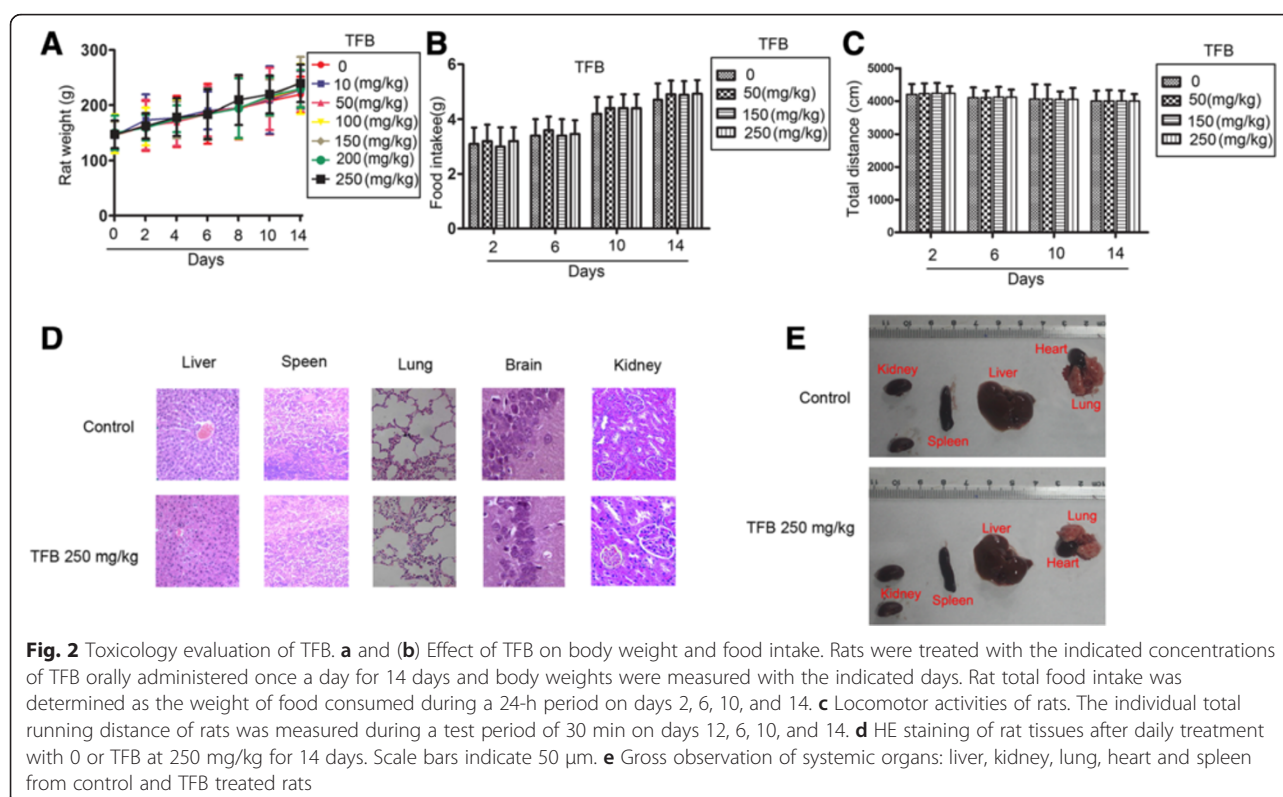 A
300
200
100
0
Rat weight (g)
0 2 4 6 8 10 14
Days
TFB
0
10 (mg/kg)
50 (mg/kg)
100 (mg/kg)
150 (mg/kg)
200 (mg/kg)
250 (mg/kg)
B
TFB
6
4
2
0
Food intakee(g)
2 6 10 14
Days
TFB
0
50(mg/kg)
150 (mg/kg)
250 (mg/kg)
C
5000
4000
3000
2000
1000
0
Total distance (cm)
2 6 10 14
Days
TFB
0
50(mg/kg)
150 (mg/kg)
250 (mg/kg)
D
Liver Speen Lung Brain Kidney
Control
TFB 250 mg/kg
E
Control
Kidney
Spleen
Liver
Heart
Lung
TFB 250 mg/kg
Kidney
Spleen
Liver
Lung
Heart
Fig. 2 Toxicology evaluation of TFB. a and (b) Effect of TFB on body weight and food intake. Rats were treated with the indicated concentrations
of TFB orally administered once a day for 14 days and body weights were measured with the indicated days. Rat total food intake was
determined as the weight of food consumed during a 24-h period on days 2, 6, 10, and 14. c Locomotor activities of rats. The individual total
running distance of rats was measured during a test period of 30 min on days 12, 6, 10, and 14. d HE staining of rat tissues after daily treatment
with 0 or TFB at 250 mg/kg for 14 days. Scale bars indicate 50 μm. e Gross observation of systemic organs: liver, kidney, lung, heart and spleen
from control and TFB treated rats